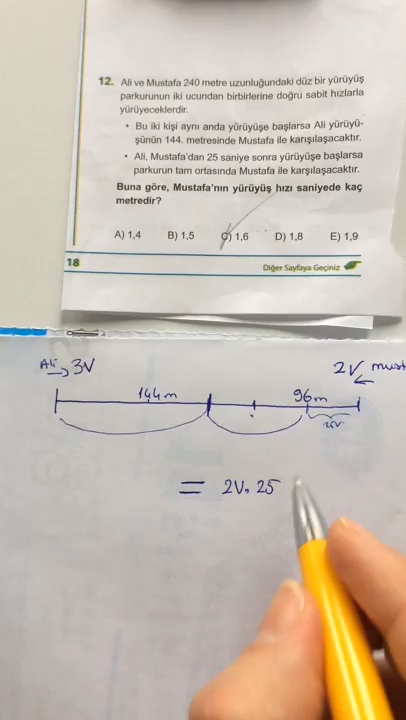 12. Ali ve Mustafa 240 metre uzunluğundaki düz bir yürüyüş
parkurunun iki ucundan birbirlerine doğru sabit hızlarla
yürüyeceklerdir.
• Bu iki kişi aynı anda yürüyüşe başlarsa Ali yürüyü-
şünün 144. metresinde Mustafa ile karışılaşacaktır.
• Ali, Mustafa'dan 25 saniye sonra yürüyüşe başlarsa
parkurun tam ortasında Mustafa ile karşılaşacaktır.
Buna göre, Mustafa'nın yürüyüş hızı saniyede kaç
metredir?
A) 1,4 B) 1,5 C) 1,6 D) 1,8 E) 1,9
18
Diğer Sayfaya Geçiniz
Ali 3V 2V must
144m 96m
= 2V. 25